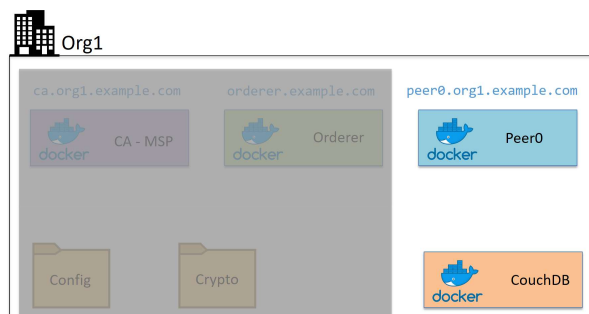 Org1
ca.org1.example.com
orderer.example.com
peer0.org1.example.com
docker
CA - MSP
docker
Orderer
docker
Peer0
Config
Crypto
docker
CouchDB